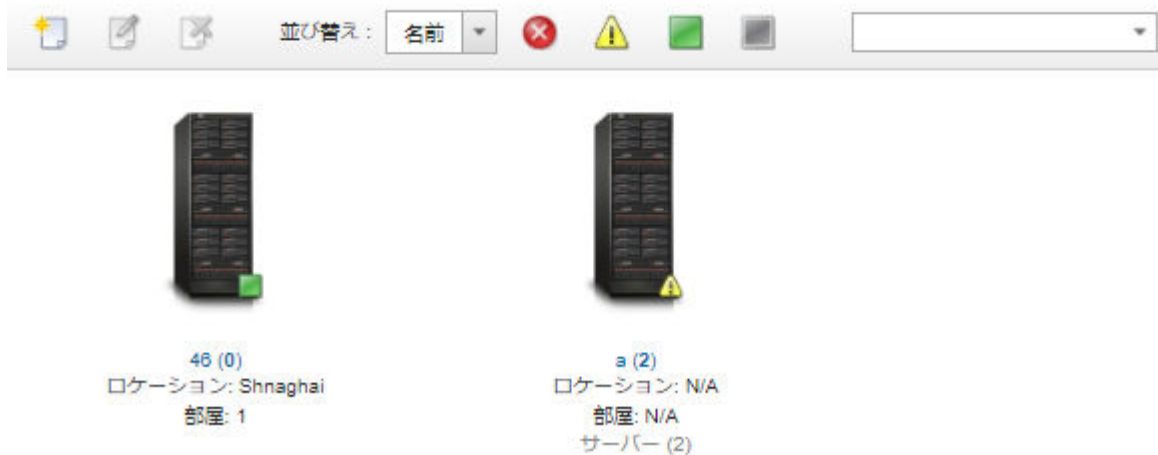 並び替え : 名前
46 (0)
ロケーション: Shnaghai
部屋: 1
a (2)
ロケーション: N/A
部屋: N/A
サーバー (2)